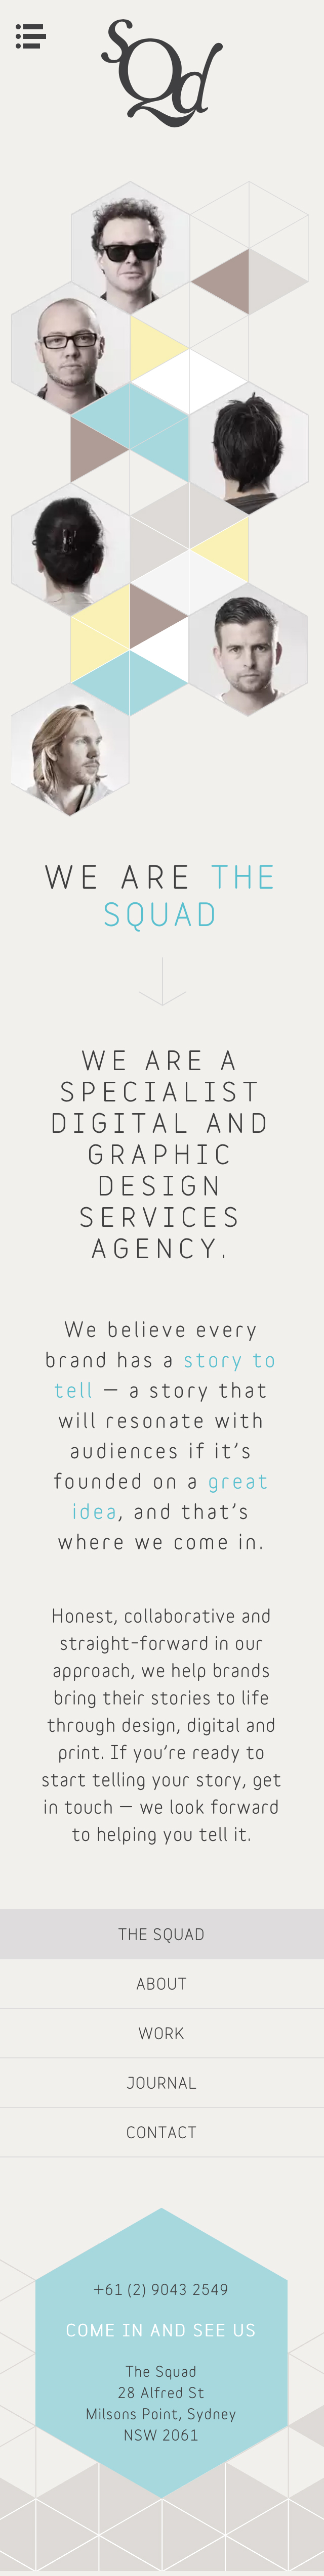 SQd
WE ARE THE
SQUAD
WE ARE A
SPECIALIST
DIGITAL AND
GRAPHIC
DESIGN
SERVICES
AGENCY.
We believe every
brand has a story to
tell – a story that
will resonate with
audiences if it's
founded on a great
idea, and that's
where we come in.
Honest, collaborative and
straight-forward in our
approach, we help brands
bring their stories to life
through design, digital and
print. If you're ready to
start telling your story, get
in touch – we look forward
to helping you tell it.
THE SQUAD
ABOUT
WORK
JOURNAL
CONTACT
+61 (2) 9043 2549
COME IN AND SEE US
The Squad
28 Alfred St
Milsons Point, Sydney
NSW 2061